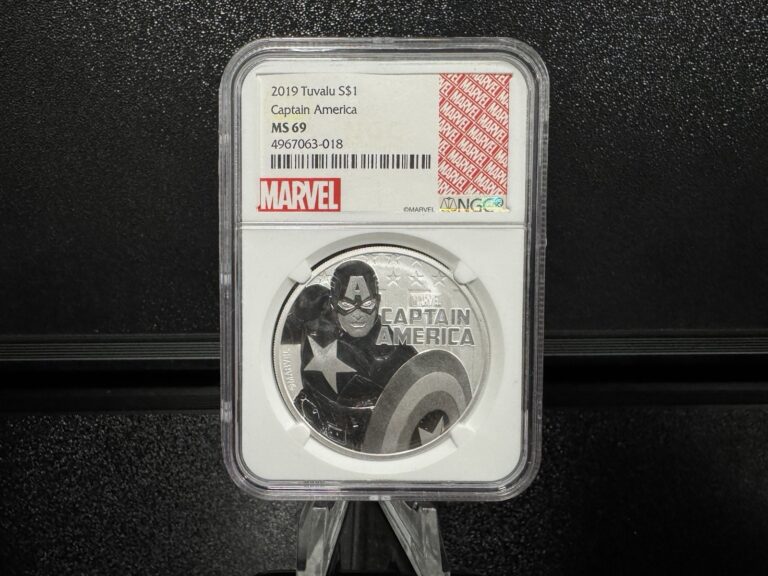 2019 Tuvalu S$1
Captain America
MS 69
4967063-018
MARVEL
©MARVEL
NGC
MARVEL
CAPTAIN
AMERICA
©MARVEL
A